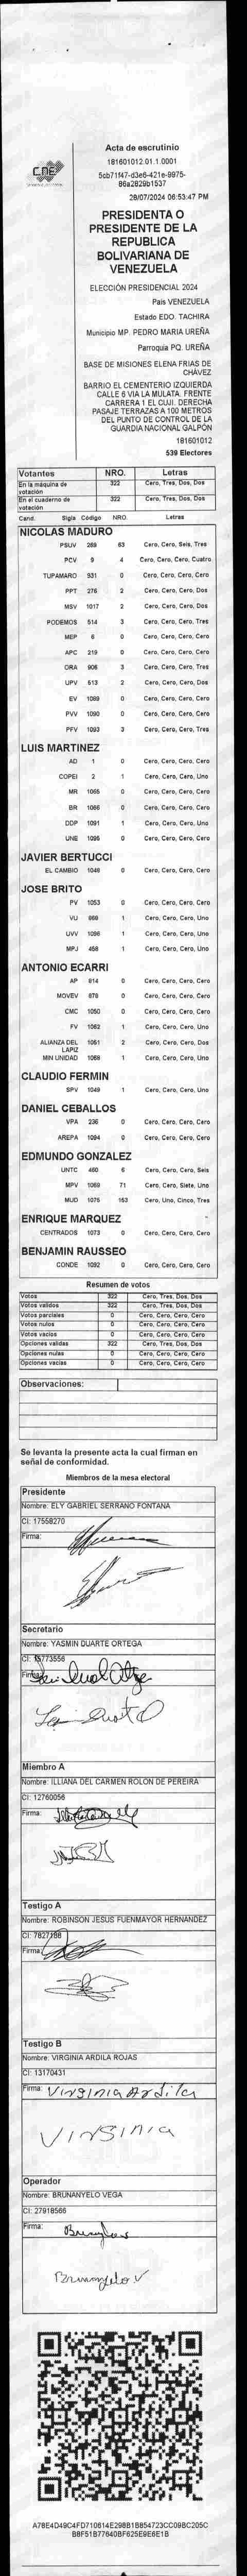 CNE
Acta de escrutinio
181601012.01.1.0001
5cb71f47-d3e6-421e-9975-
86a2829b1537
28/07/2024 06:53:47 PM
PRESIDENTA O
PRESIDENTE DE LA
REPUBLICA
BOLIVARIANA DE
VENEZUELA
ELECCIÓN PRESIDENCIAL 2024
País VENEZUELA
Estado EDO. TACHIRA
Municipio MP. PEDRO MARIA UREÑA
Parroquia PQ. UREÑA
BASE DE MISIONES ELENA FRIAS DE
CHÁVEZ
BARRIO EL CEMENTERIO IZQUIERDA
CALLE 6 VIA LA MULATA. FRENTE
CARRERA 1 EL CUJI. DERECHA
PASAJE TERRAZAS A 100 METROS
DEL PUNTO DE CONTROL DE LA
GUARDIA NACIONAL GALPÓN
181601012
539 Electores
Votantes NRO. Letras
En la máquina de votación 322 Cero, Tres, Dos, Dos
En el cuaderno de votación 322 Cero, Tres, Dos, Dos
Cand. Sigla Código NRO. Letras
NICOLAS MADURO
PSUV 269 63 Cero, Cero, Seis, Tres
PCV 9 4 Cero, Cero, Cero, Cuatro
TUPAMARO 931 0 Cero, Cero, Cero, Cero
PPT 276 2 Cero, Cero, Cero, Dos
MSV 1017 2 Cero, Cero, Cero, Dos
PODEMOS 514 3 Cero, Cero, Cero, Tres
MEP 6 0 Cero, Cero, Cero, Cero
APC 219 0 Cero, Cero, Cero, Cero
ORA 906 3 Cero, Cero, Cero, Tres
UPV 513 2 Cero, Cero, Cero, Dos
EV 1089 0 Cero, Cero, Cero, Cero
PVV 1090 0 Cero, Cero, Cero, Cero
PFV 1093 3 Cero, Cero, Cero, Tres
LUIS MARTINEZ
AD 1 0 Cero, Cero, Cero, Cero
COPEI 2 1 Cero, Cero, Cero, Uno
MR 1065 0 Cero, Cero, Cero, Cero
BR 1066 0 Cero, Cero, Cero, Cero
DDP 1091 1 Cero, Cero, Cero, Uno
UNE 1095 0 Cero, Cero, Cero, Cero
JAVIER BERTUCCI
EL CAMBIO 1048 0 Cero, Cero, Cero, Cero
JOSE BRITO
PV 1053 0 Cero, Cero, Cero, Cero
VU 869 1 Cero, Cero, Cero, Uno
UVV 1098 1 Cero, Cero, Cero, Uno
MPJ 458 1 Cero, Cero, Cero, Uno
ANTONIO ECARRI
AP 814 0 Cero, Cero, Cero, Cero
MOVEV 878 0 Cero, Cero, Cero, Cero
CMC 1050 0 Cero, Cero, Cero, Cero
FV 1062 1 Cero, Cero, Cero, Uno
ALIANZA DEL LAPIZ 1061 2 Cero, Cero, Cero, Dos
MIN UNIDAD 1068 1 Cero, Cero, Cero, Uno
CLAUDIO FERMIN
SPV 1049 1 Cero, Cero, Cero, Uno
DANIEL CEBALLOS
VPA 236 0 Cero, Cero, Cero, Cero
AREPA 1094 0 Cero, Cero, Cero, Cero
EDMUNDO GONZALEZ
UNTC 460 6 Cero, Cero, Cero, Seis
MPV 1069 71 Cero, Cero, Siete, Uno
MUD 1075 153 Cero, Uno, Cinco, Tres
ENRIQUE MARQUEZ
CENTRADOS 1073 0 Cero, Cero, Cero, Cero
BENJAMIN RAUSSEO
CONDE 1092 0 Cero, Cero, Cero, Cero
Resumen de votos
Votos 322 Cero, Tres, Dos, Dos
Votos validos 322 Cero, Tres, Dos, Dos
Votos parciales 0 Cero, Cero, Cero, Cero
Votos nulos 0 Cero, Cero, Cero, Cero
Votos vacíos 0 Cero, Cero, Cero, Cero
Opciones validas 322 Cero, Tres, Dos, Dos
Opciones nulas 0 Cero, Cero, Cero, Cero
Opciones vacías 0 Cero, Cero, Cero, Cero
Observaciones:
Se levanta la presente acta la cual firman en
señal de conformidad.
Miembros de la mesa electoral
Presidente
Nombre: ELY GABRIEL SERRANO FONTANA
CI: 17558270
Firma:
Secretario
Nombre: YASMIN DUARTE ORTEGA
CI: 15773556
Firma:
Miembro A
Nombre: ILLIANA DEL CARMEN ROLON DE PEREIRA
CI: 12760056
Firma:
Testigo A
Nombre: ROBINSON JESUS FUENMAYOR HERNANDEZ
CI: 7827188
Firma:
Testigo B
Nombre: VIRGINIA ARDILA ROJAS
CI: 13170431
Firma: Virginia Ardila
Virginia
Operador
Nombre: BRUNANYELO VEGA
CI: 27918566
Firma:
Brunanyelo V
A78E4D49C4FD710614E298B1B854723CC09BC205C
B8F51B77640BF625E9E6E1B